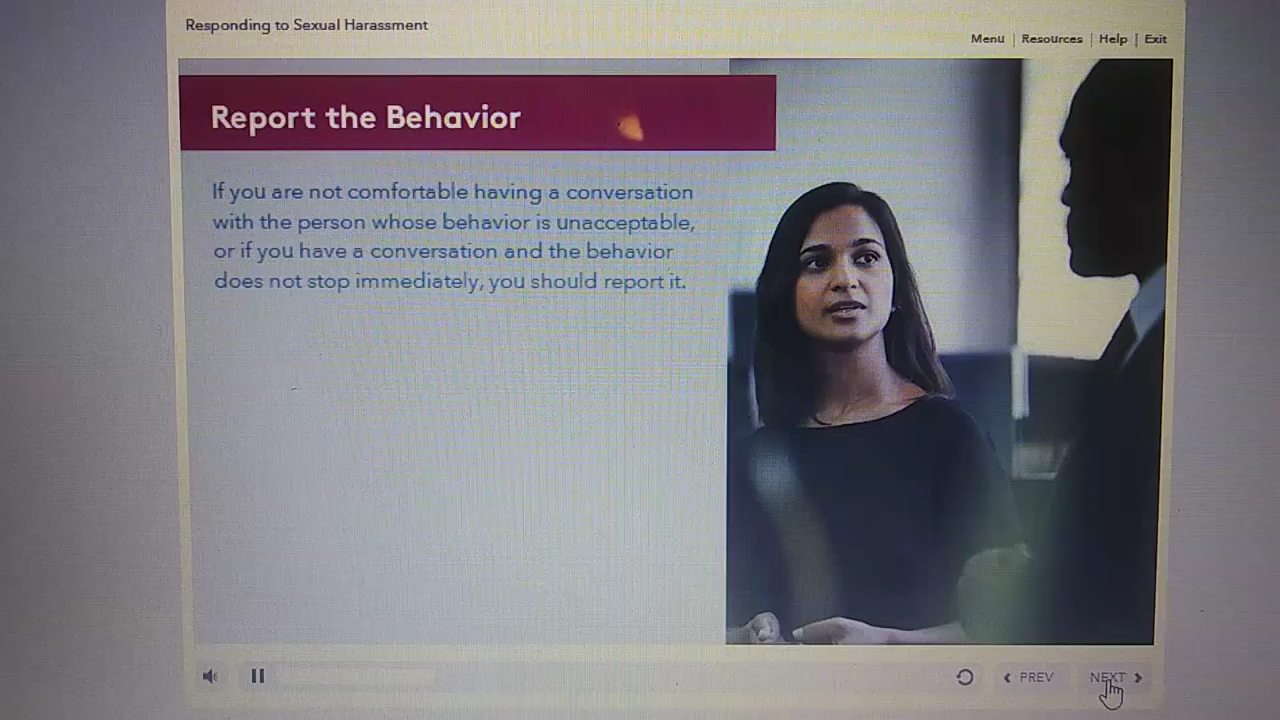 Responding to Sexual Harassment
Menu | Resources | Help | Exit
Report the Behavior
If you are not comfortable having a conversation
with the person whose behavior is unacceptable,
or if you have a conversation and the behavior
does not stop immediately, you should report it.
PREV
NEXT